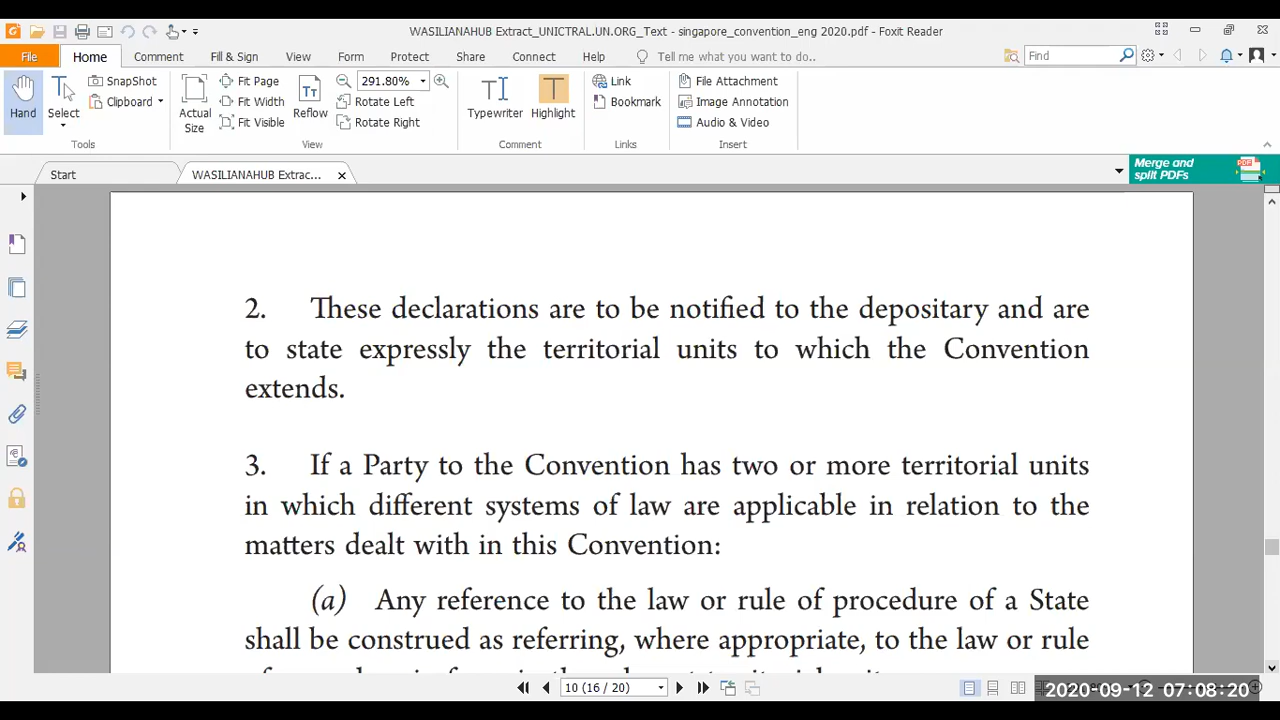 WASILIANAHUB Extract_UNICTRAL.UN.ORG_Text - singapore_convention_eng 2020.pdf - Foxit Reader
File Home Comment Fill & Sign View Form Protect Share Connect Help Tell me what you want to do.. Find
Hand
Select
SnapShot
Clipboard
Tools
Actual Size
Fit Page
Fit Width
Fit Visible
Reflow
291.80%
Rotate Left
Rotate Right
View
Typewriter
Highlight
Comment
Link
Bookmark
Links
File Attachment
Image Annotation
Audio & Video
Insert
Start
WASILIANAHUB Extrac...
Merge and
split PDFs
2. These declarations are to be notified to the depositary and are
to state expressly the territorial units to which the Convention
extends.
3. If a Party to the Convention has two or more territorial units
in which different systems of law are applicable in relation to the
matters dealt with in this Convention:
(a) Any reference to the law or rule of procedure of a State
shall be construed as referring, where appropriate, to the law or rule
10 (16 / 20)
2020-09-12 07:08:20